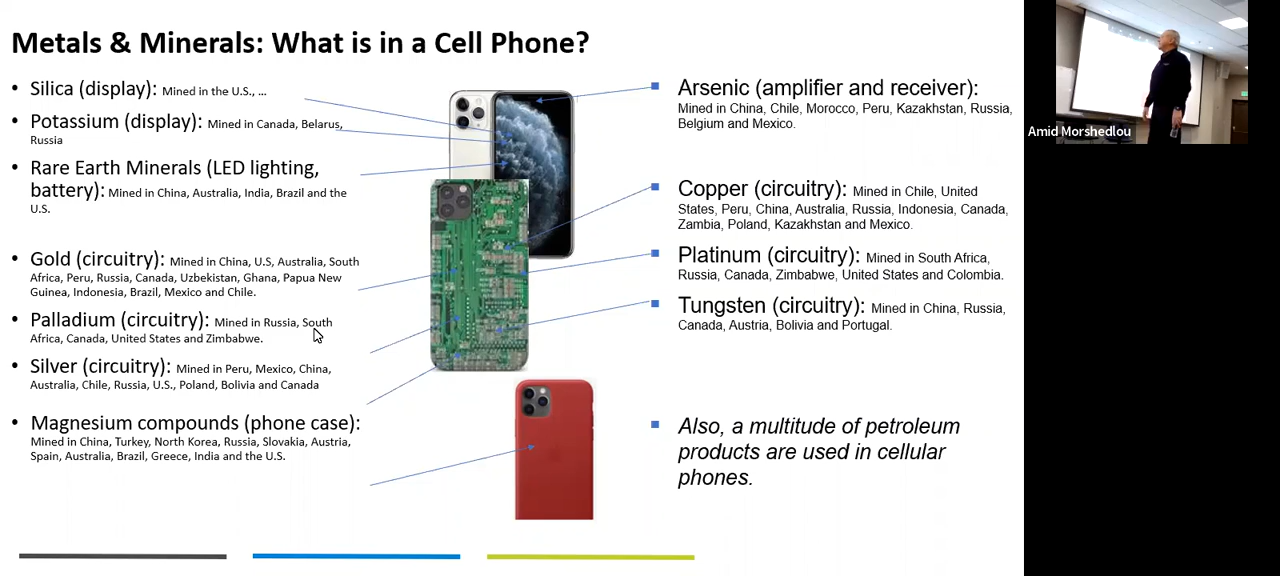 Metals & Minerals: What is in a Cell Phone?
• Silica (display): Mined in the U.S., …
• Potassium (display): Mined in Canada, Belarus,
Russia
• Rare Earth Minerals (LED lighting,
battery): Mined in China, Australia, India, Brazil and the
U.S.
• Gold (circuitry): Mined in China, U.S, Australia, South
Africa, Peru, Russia, Canada, Uzbekistan, Ghana, Papua New
Guinea, Indonesia, Brazil, Mexico and Chile.
• Palladium (circuitry): Mined in Russia, South
Africa, Canada, United States and Zimbabwe.
• Silver (circuitry): Mined in Peru, Mexico, China,
Australia, Chile, Russia, U.S., Poland, Bolivia and Canada
• Magnesium compounds (phone case):
Mined in China, Turkey, North Korea, Russia, Slovakia, Austria,
Spain, Australia, Brazil, Greece, India and the U.S.
Arsenic (amplifier and receiver):
Mined in China, Chile, Morocco, Peru, Kazakhstan, Russia,
Belgium and Mexico.
Copper (circuitry): Mined in Chile, United
States, Peru, China, Australia, Russia, Indonesia, Canada,
Zambia, Poland, Kazakhstan and Mexico.
Platinum (circuitry): Mined in South Africa,
Russia, Canada, Zimbabwe, United States and Colombia.
Tungsten (circuitry): Mined in China, Russia,
Canada, Austria, Bolivia and Portugal.
Also, a multitude of petroleum
products are used in cellular
phones.
Amid Morshedlou